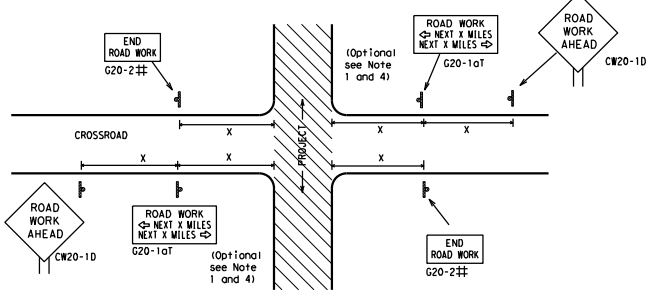 ROAD
WORK
AHEAD
CW20-1D
ROAD WORK
⇦ NEXT X MILES
NEXT X MILES ⇨
G20-1aT
(Optional
see Note
1 and 4)
END
ROAD WORK
G20-2##
X
X
X
CROSSROAD
PROJECT
X
X
X
ROAD
WORK
AHEAD
CW20-1D
ROAD WORK
⇦ NEXT X MILES
NEXT X MILES ⇨
G20-1aT
(Optional
see Note
1 and 4)
END
ROAD WORK
G20-2##